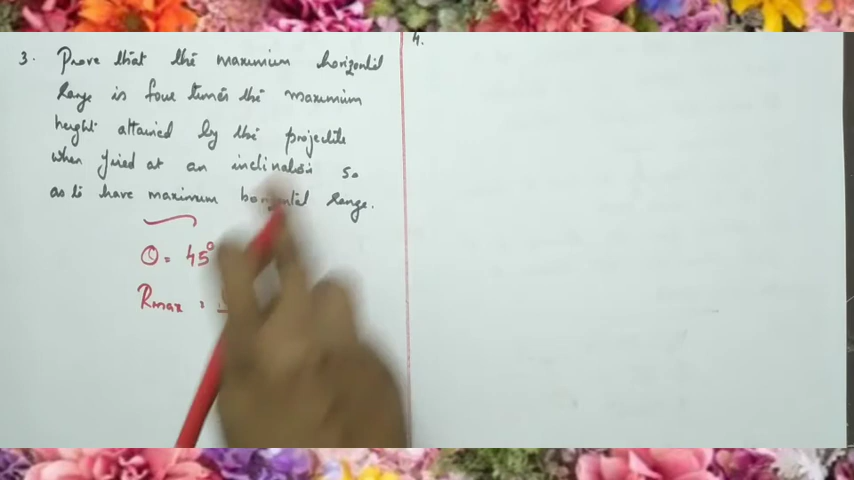 3. Prove that the maximum horizontal
Range is four times the maximum
height attained by the projectile
when fired at an inclination so
as to have maximum horizontal Range.
θ = 45°
Rmax =
4.